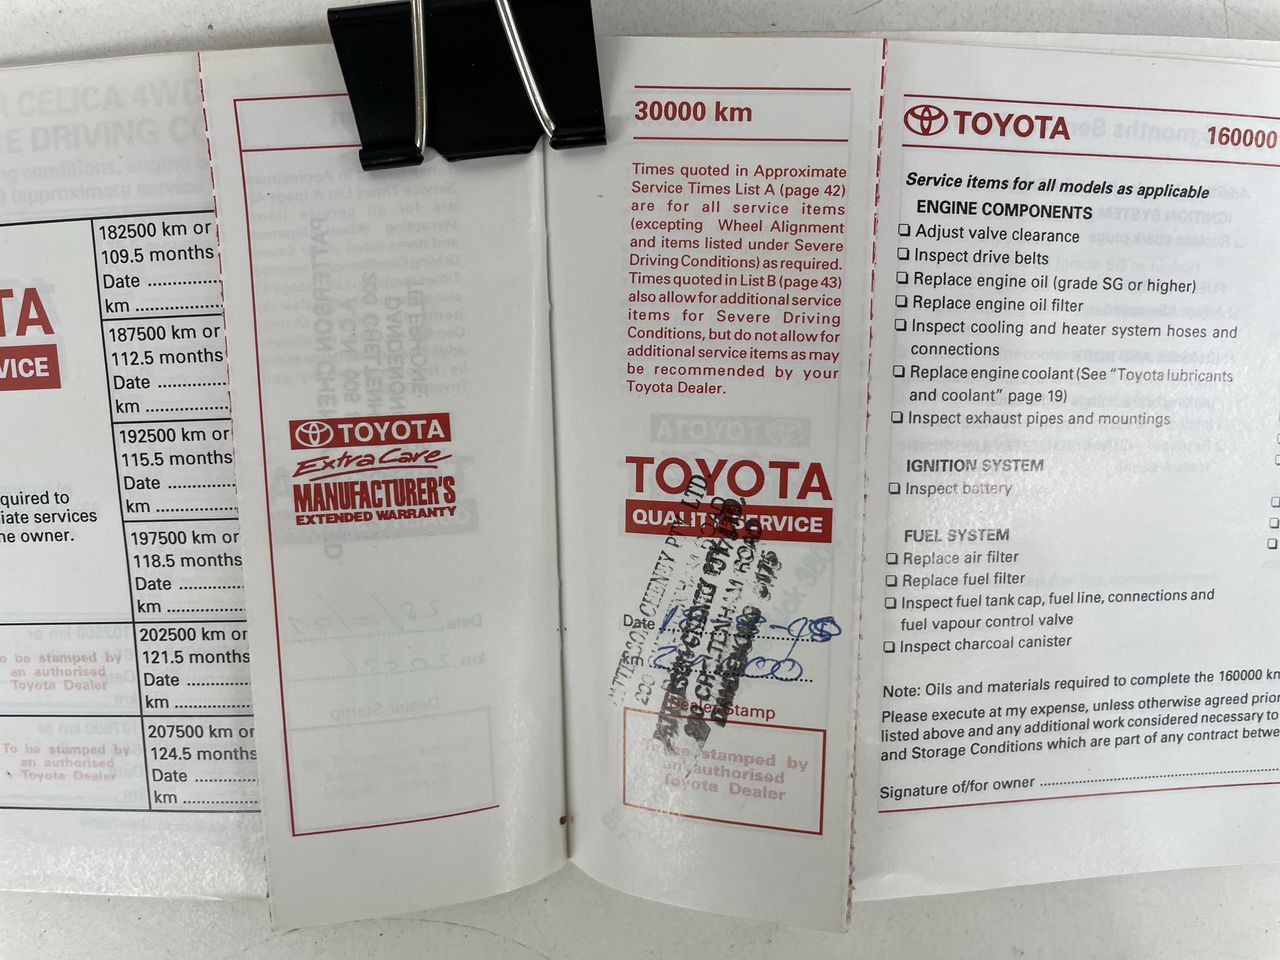 R CELICA 4WD
E DRIVING CO
182500 km or
109.5 months
Date
km
187500 km or
112.5 months
Date
km
192500 km or
115.5 months
Date
km
197500 km or
118.5 months
Date
km
202500 km or
121.5 months
Date
km
207500 km or
124.5 months
Date
km
TA
VICE
quired to
iate services
he owner.
o be stamped by
an authorised
Toyota Dealer
To be stamped by
an authorised
Toyota Dealer
TOYOTA
Extra Care
MANUFACTURER'S
EXTENDED WARRANTY
30000 km
Times quoted in Approximate
Service Times List A (page 42)
are for all service items
(excepting Wheel Alignment
and items listed under Severe
Driving Conditions) as required.
Times quoted in List B (page 43)
also allow for additional service
items for Severe Driving
Conditions, but do not allow for
additional service items as may
be recommended by your
Toyota Dealer.
TOYOTA
QUALITY SERVICE
PATTERSON CHENEY PTY. LTD
Date
km
Dealer Stamp
To be stamped by
an authorised
Toyota Dealer
TOYOTA 160000
Service items for all models as applicable
ENGINE COMPONENTS
❏ Adjust valve clearance
❏ Inspect drive belts
❏ Replace engine oil (grade SG or higher)
❏ Replace engine oil filter
❏ Inspect cooling and heater system hoses and
connections
❏ Replace engine coolant (See "Toyota lubricants
and coolant" page 19)
❏ Inspect exhaust pipes and mountings
IGNITION SYSTEM
❏ Inspect battery
FUEL SYSTEM
❏ Replace air filter
❏ Replace fuel filter
❏ Inspect fuel tank cap, fuel line, connections and
fuel vapour control valve
❏ Inspect charcoal canister
Note: Oils and materials required to complete the 160000 km
Please execute at my expense, unless otherwise agreed prior
listed above and any additional work considered necessary to
and Storage Conditions which are part of any contract betwe
Signature of/for owner